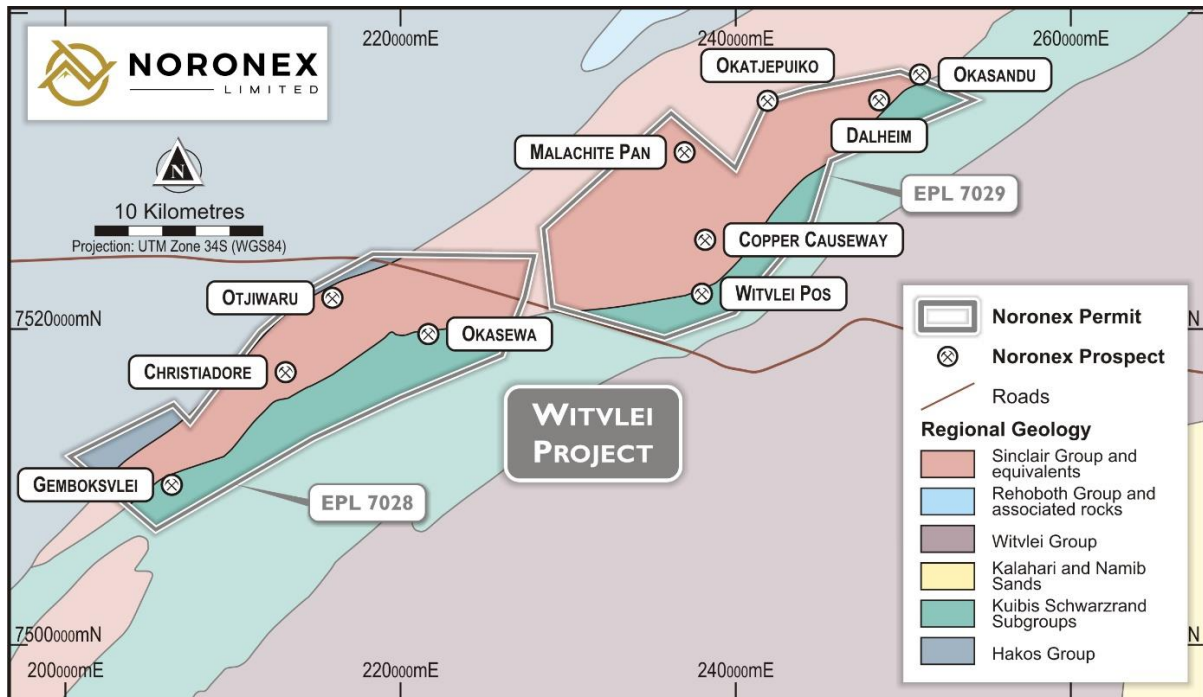 NORONEX
LIMITED
220000mE
240000mE
260000mE
OKATJEPUIKO
OKASANDU
DALHEIM
MALACHITE PAN
EPL 7029
N
10 Kilometres
Projection: UTM Zone 34S (WGS84)
COPPER CAUSEWAY
OTJIWARU
WITVLEI POS
7520000mN
N
OKASEWA
CHRISTIADORE
WITVLEI
PROJECT
GEMBOKSVLEI
EPL 7028
Noronex Permit
Noronex Prospect
Roads
Regional Geology
Sinclair Group and
equivalents
Rehoboth Group and
associated rocks
Witvlei Group
Kalahari and Namib
Sands
Kuibis Schwarzrand
Subgroups
Hakos Group
7500000mN
N
200000mE
220000mE
240000mE